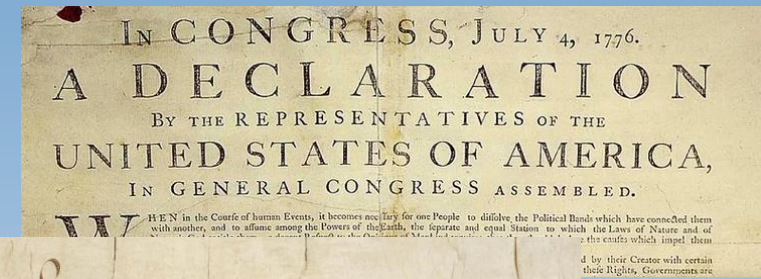 IN CONGRESS, JULY 4, 1776.
A DECLARATION
BY THE REPRESENTATIVES OF THE
UNITED STATES OF AMERICA,
IN GENERAL CONGRESS ASSEMBLED.
WHEN in the Courſe of human Events, it becomes neceſſary for one People to diſſolve the Political Bands which have connected them
with another, and to aſſume among the Powers of the Earth, the ſeparate and equal Station to which the Laws of Nature and of
the cauſes which impel them
d by their Creator with certain
theſe Rights, Governments are